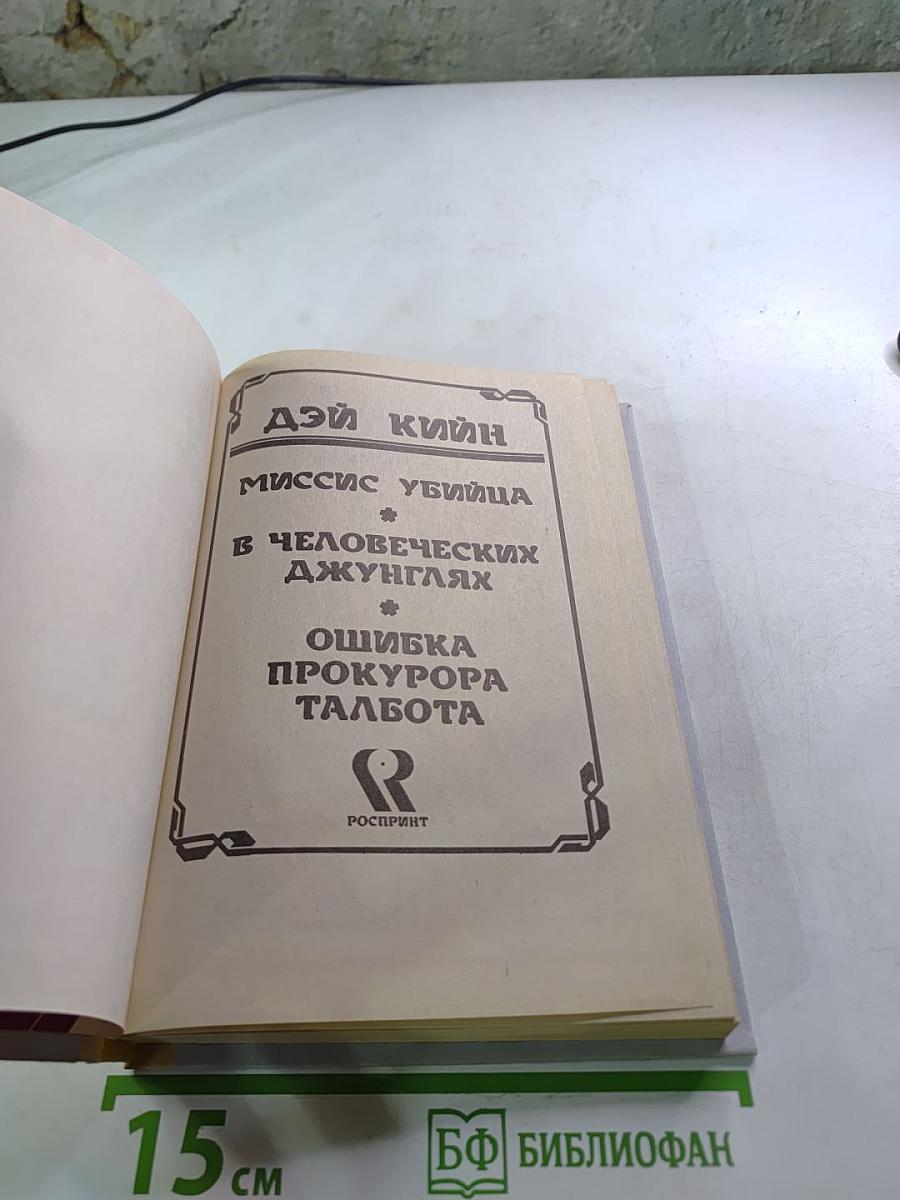 ДЭЙ КИЙН
МИССИС УБИЙЦА
*
В ЧЕЛОВЕЧЕСКИХ
ДЖУНГЛЯХ
*
ОШИБКА
ПРОКУРОРА
ТАЛБОТА
РОСПРИНТ
15 см
БФ БИБЛИОФАН